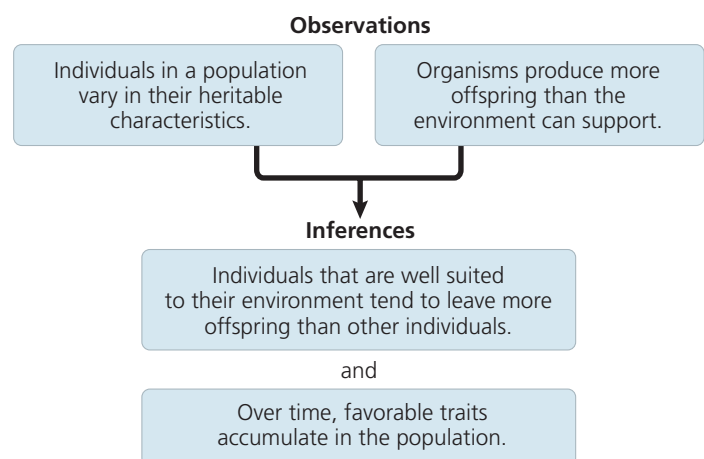 Observations
Individuals in a population
vary in their heritable
characteristics.
Organisms produce more
offspring than the
environment can support.
Inferences
Individuals that are well suited
to their environment tend to leave more
offspring than other individuals.
and
Over time, favorable traits
accumulate in the population.